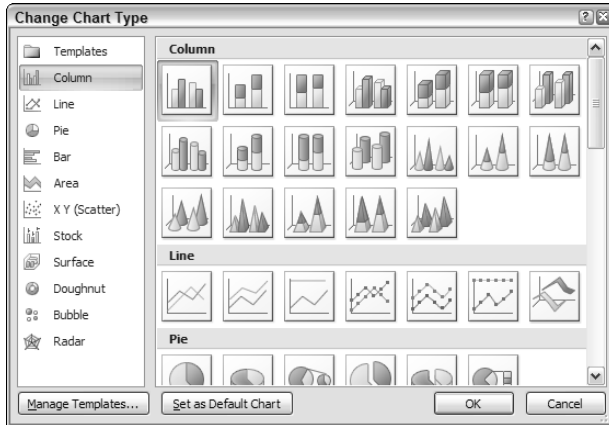 Change Chart Type
Templates
Column
Line
Pie
Bar
Area
X Y (Scatter)
Stock
Surface
Doughnut
Bubble
Radar
Column
Line
Pie
Manage Templates...
Set as Default Chart
OK
Cancel